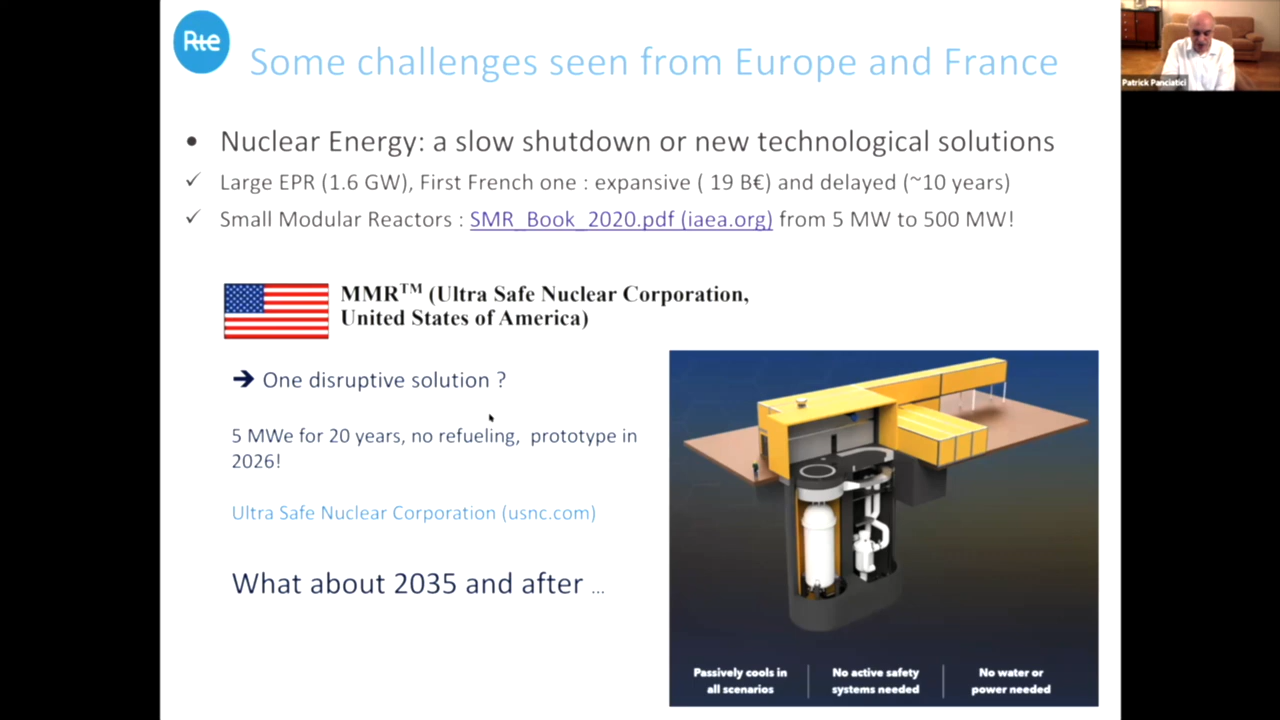 Rte
Some challenges seen from Europe and France
Patrick Panciatici
• Nuclear Energy: a slow shutdown or new technological solutions
✓ Large EPR (1.6 GW), First French one : expansive ( 19 B€) and delayed (~10 years)
✓ Small Modular Reactors : SMR_Book_2020.pdf (iaea.org) from 5 MW to 500 MW!
MMR™ (Ultra Safe Nuclear Corporation,
United States of America)
➔ One disruptive solution ?
5 MWe for 20 years, no refueling, prototype in
2026!
Ultra Safe Nuclear Corporation (usnc.com)
What about 2035 and after ...
Passively cools in
all scenarios
No active safety
systems needed
No water or
power needed